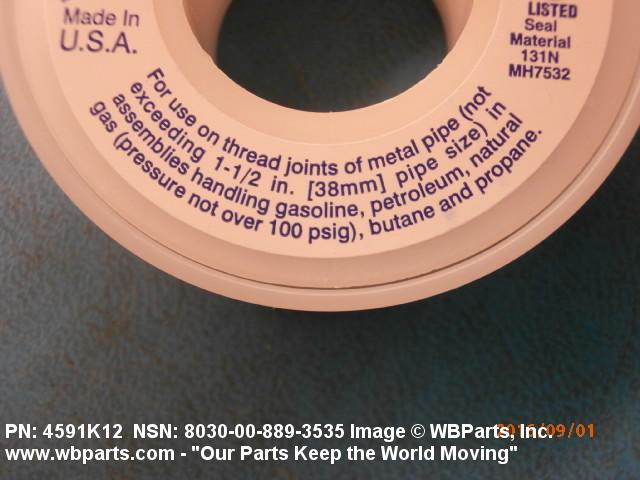 Made In
U.S.A.
LISTED
Seal
Material
131N
MH7532
For use on thread joints of metal pipe (not
exceeding 1-1/2 in. [38mm] pipe size) in
assemblies handling gasoline, petroleum, natural
gas (pressure not over 100 psig), butane and propane.
PN: 4591K12 NSN: 8030-00-889-3535 Image © WBParts, Inc.
2015/09/01
www.wbparts.com - "Our Parts Keep the World Moving"